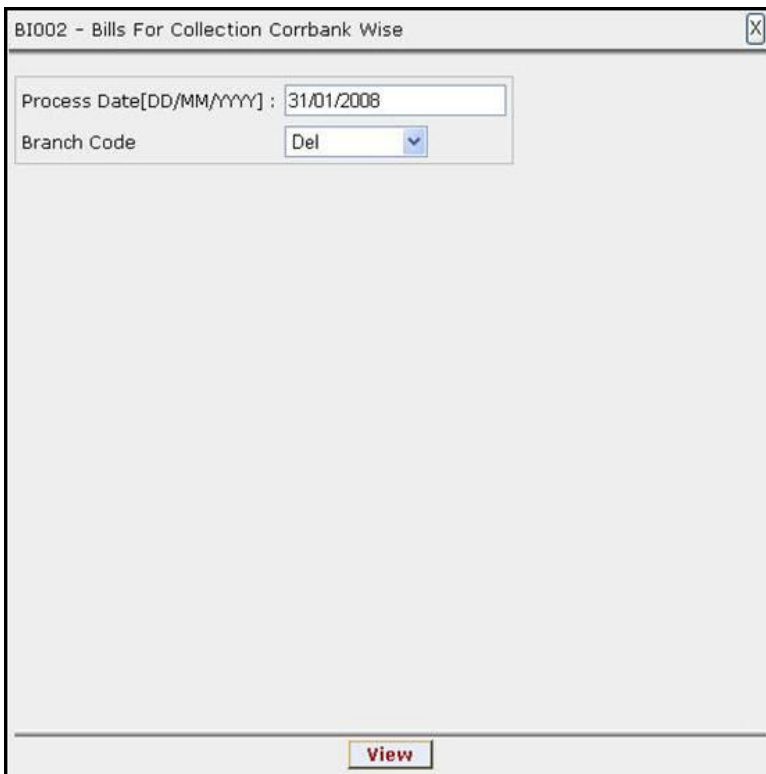 BI002 - Bills For Collection Corrbank Wise X
Process Date[DD/MM/YYYY] : 31/01/2008
Branch Code Del
View